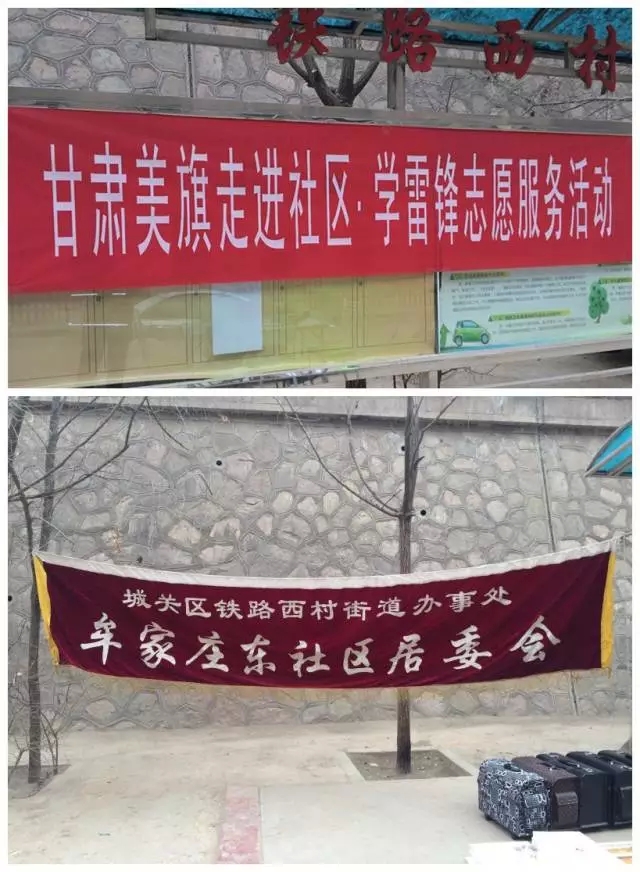 铁路西村
甘肃美旗走进社区·学雷锋志愿服务活动
城关区铁路西村街道办事处
牟家庄东社区居委会